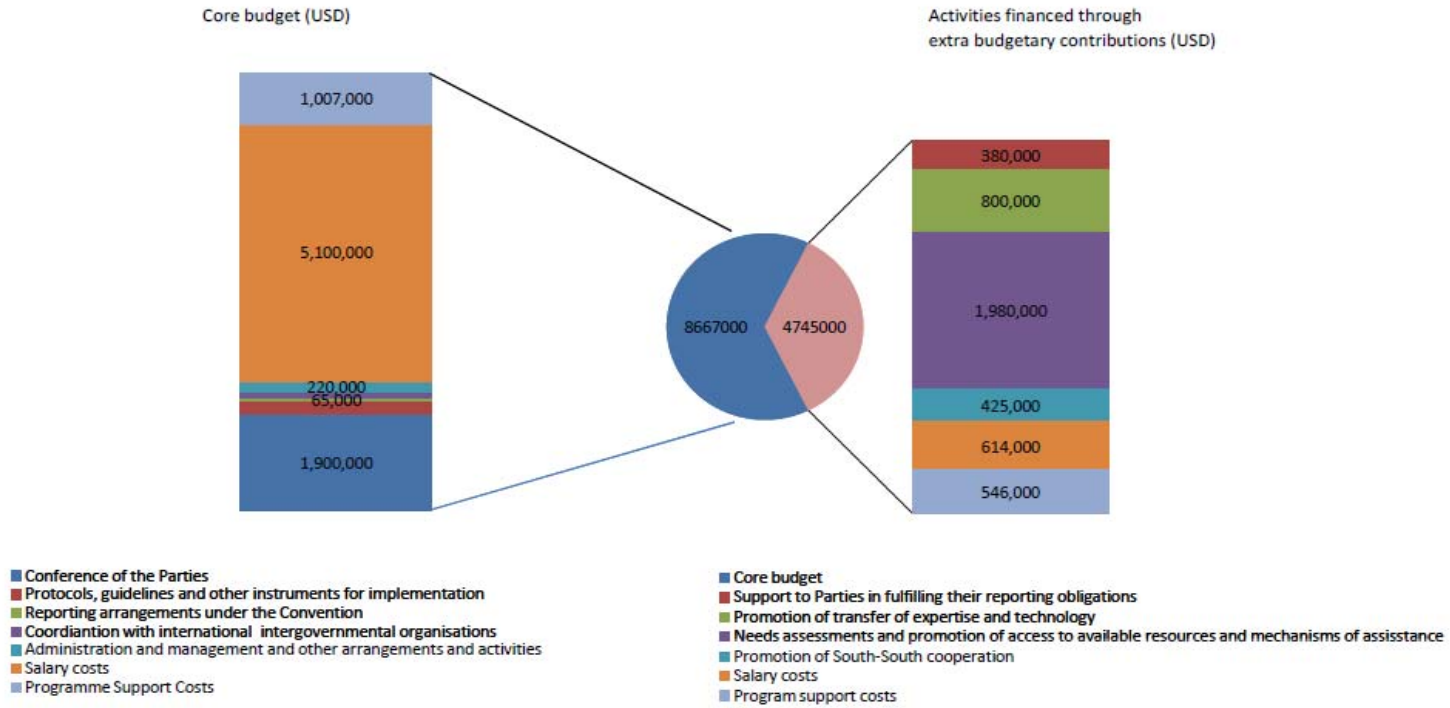 Core budget (USD)
Activities financed through
extra budgetary contributions (USD)
1,007,000
5,100,000
220,000
65,000
1,900,000
8667000
4745000
380,000
800,000
1,980,000
425,000
614,000
546,000
Conference of the Parties
Protocols, guidelines and other instruments for implementation
Reporting arrangements under the Convention
Coordiantion with international intergovernmental organisations
Administration and management and other arrangements and activities
Salary costs
Programme Support Costs
Core budget
Support to Parties in fulfilling their reporting obligations
Promotion of transfer of expertise and technology
Needs assessments and promotion of access to available resources and mechanisms of assisstance
Promotion of South-South cooperation
Salary costs
Program support costs